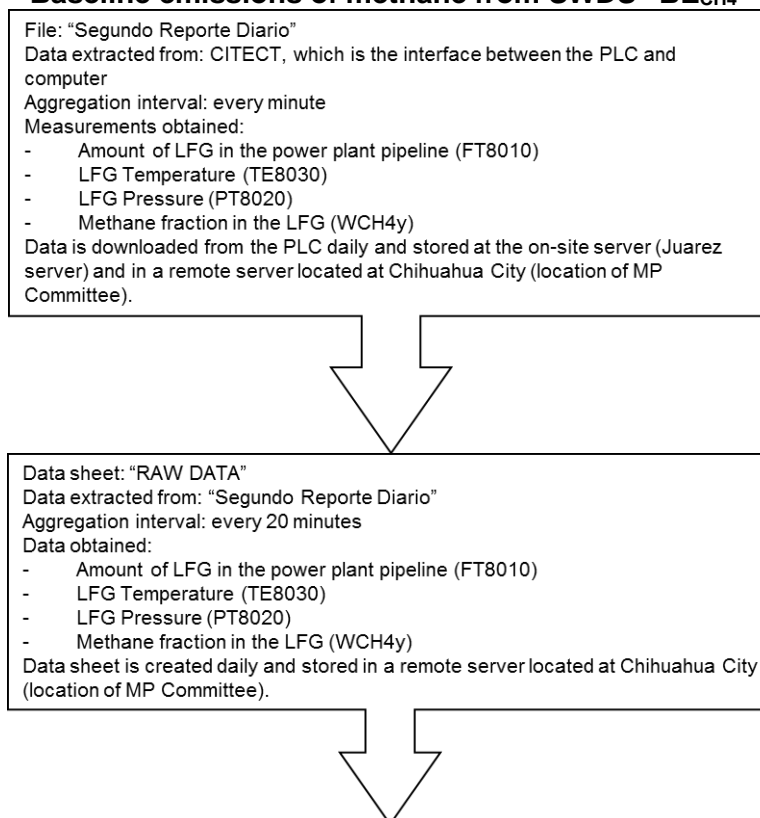 Baseline emissions of methane from SWDS - BECH4
File: “Segundo Reporte Diario”
Data extracted from: CITECT, which is the interface between the PLC and
computer
Aggregation interval: every minute
Measurements obtained:
- Amount of LFG in the power plant pipeline (FT8010)
- LFG Temperature (TE8030)
- LFG Pressure (PT8020)
- Methane fraction in the LFG (WCH4y)
Data is downloaded from the PLC daily and stored at the on-site server (Juarez
server) and in a remote server located at Chihuahua City (location of MP
Committee).
Data sheet: “RAW DATA”
Data extracted from: “Segundo Reporte Diario”
Aggregation interval: every 20 minutes
Data obtained:
- Amount of LFG in the power plant pipeline (FT8010)
- LFG Temperature (TE8030)
- LFG Pressure (PT8020)
- Methane fraction in the LFG (WCH4y)
Data sheet is created daily and stored in a remote server located at Chihuahua City
(location of MP Committee).